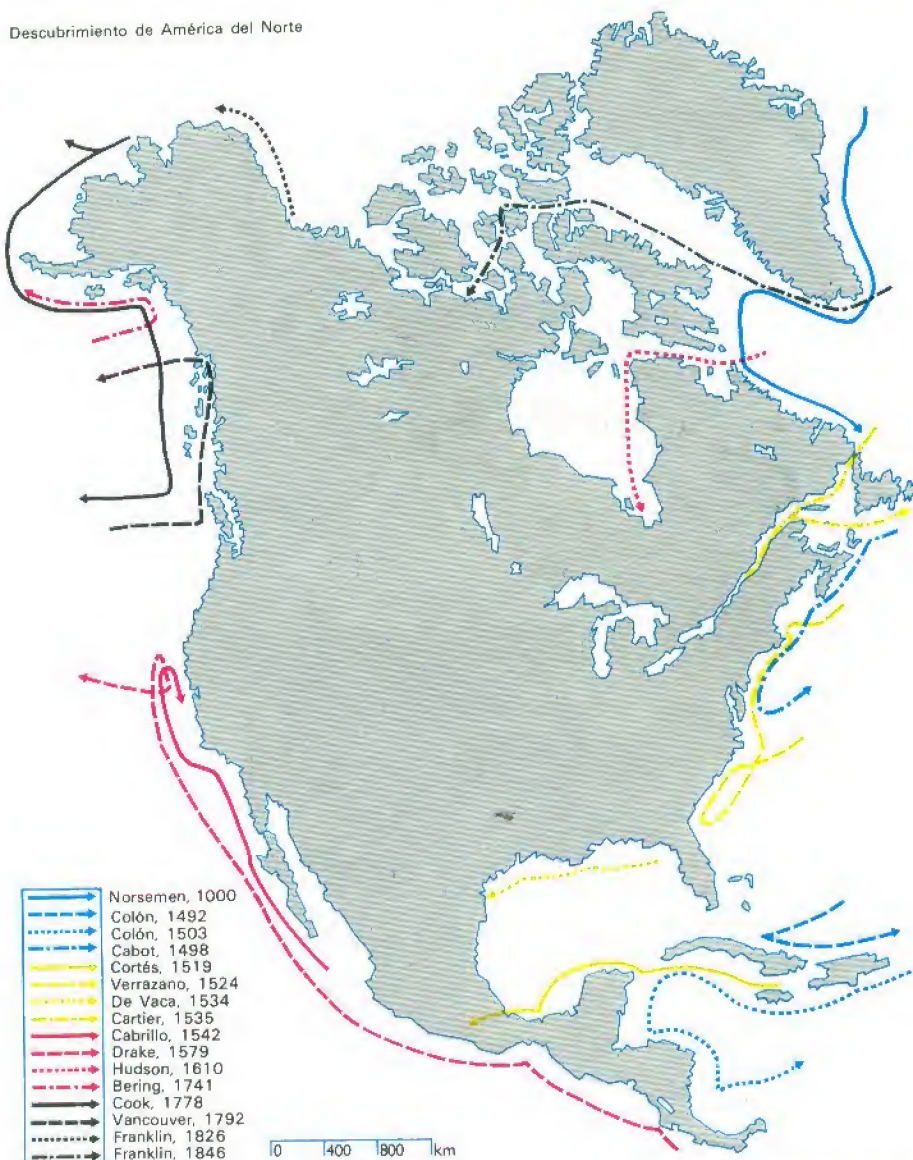 Descubrimiento de América del Norte
Norsemen, 1000
Colón, 1492
Colón, 1503
Cabot, 1498
Cortés, 1519
Verrazano, 1524
De Vaca, 1534
Cartier, 1535
Cabrillo, 1542
Drake, 1579
Hudson, 1610
Bering, 1741
Cook, 1778
Vancouver, 1792
Franklin, 1826
Franklin, 1846
0 400 800 km